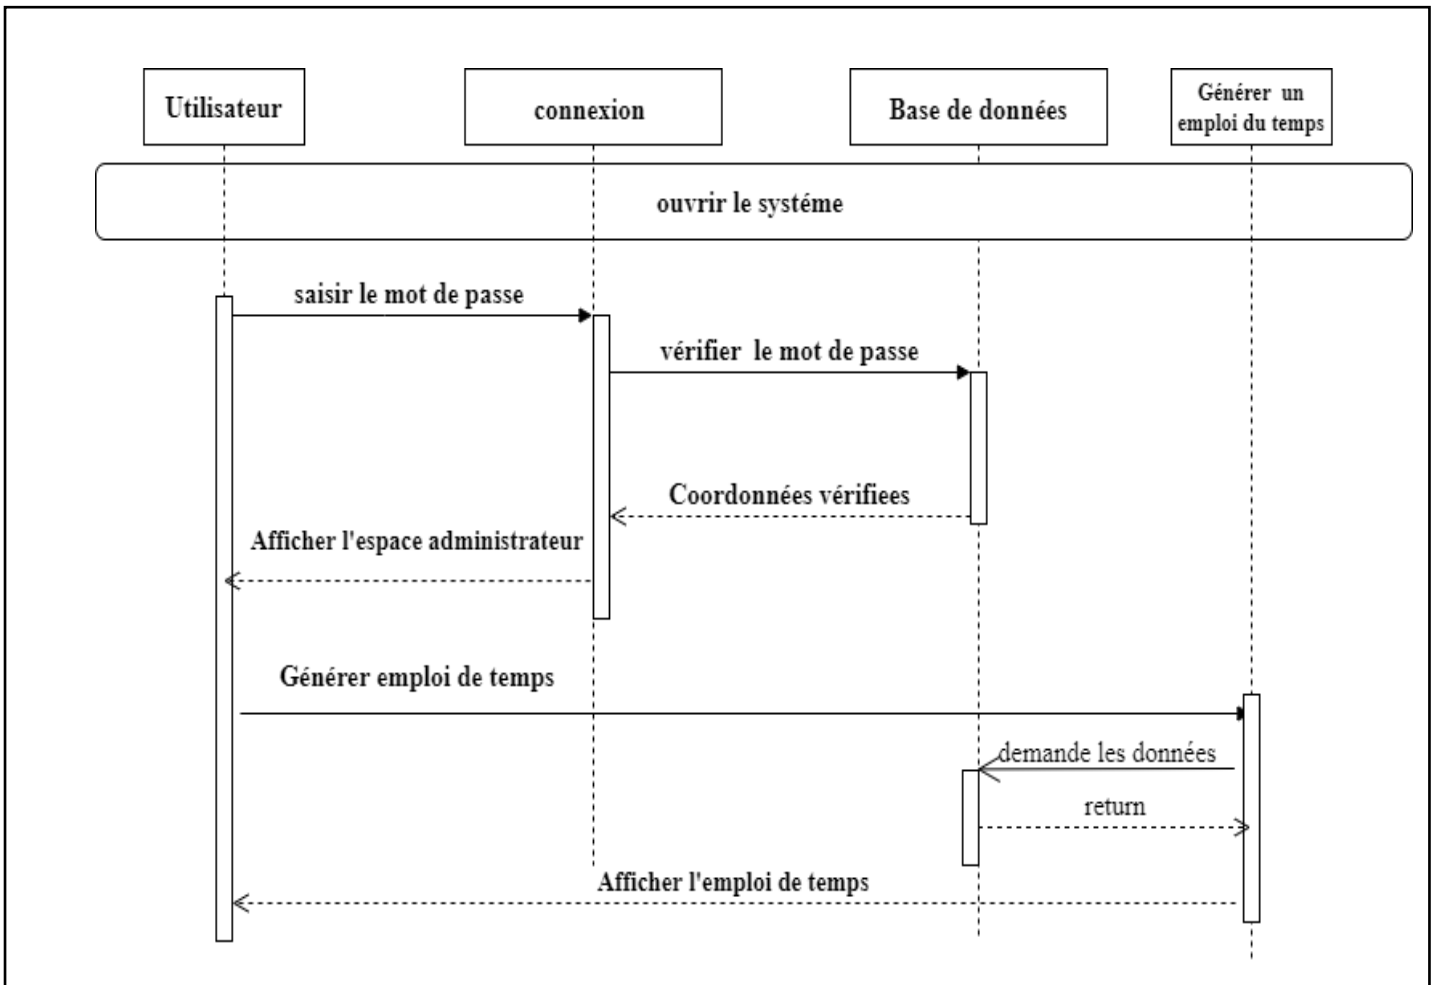 Utilisateur
connexion
Base de données
Générer un
emploi du temps
ouvrir le systéme
saisir le mot de passe
vérifier le mot de passe
Coordonnées vérifiees
Afficher l'espace administrateur
Générer emploi de temps
demande les données
return
Afficher l'emploi de temps